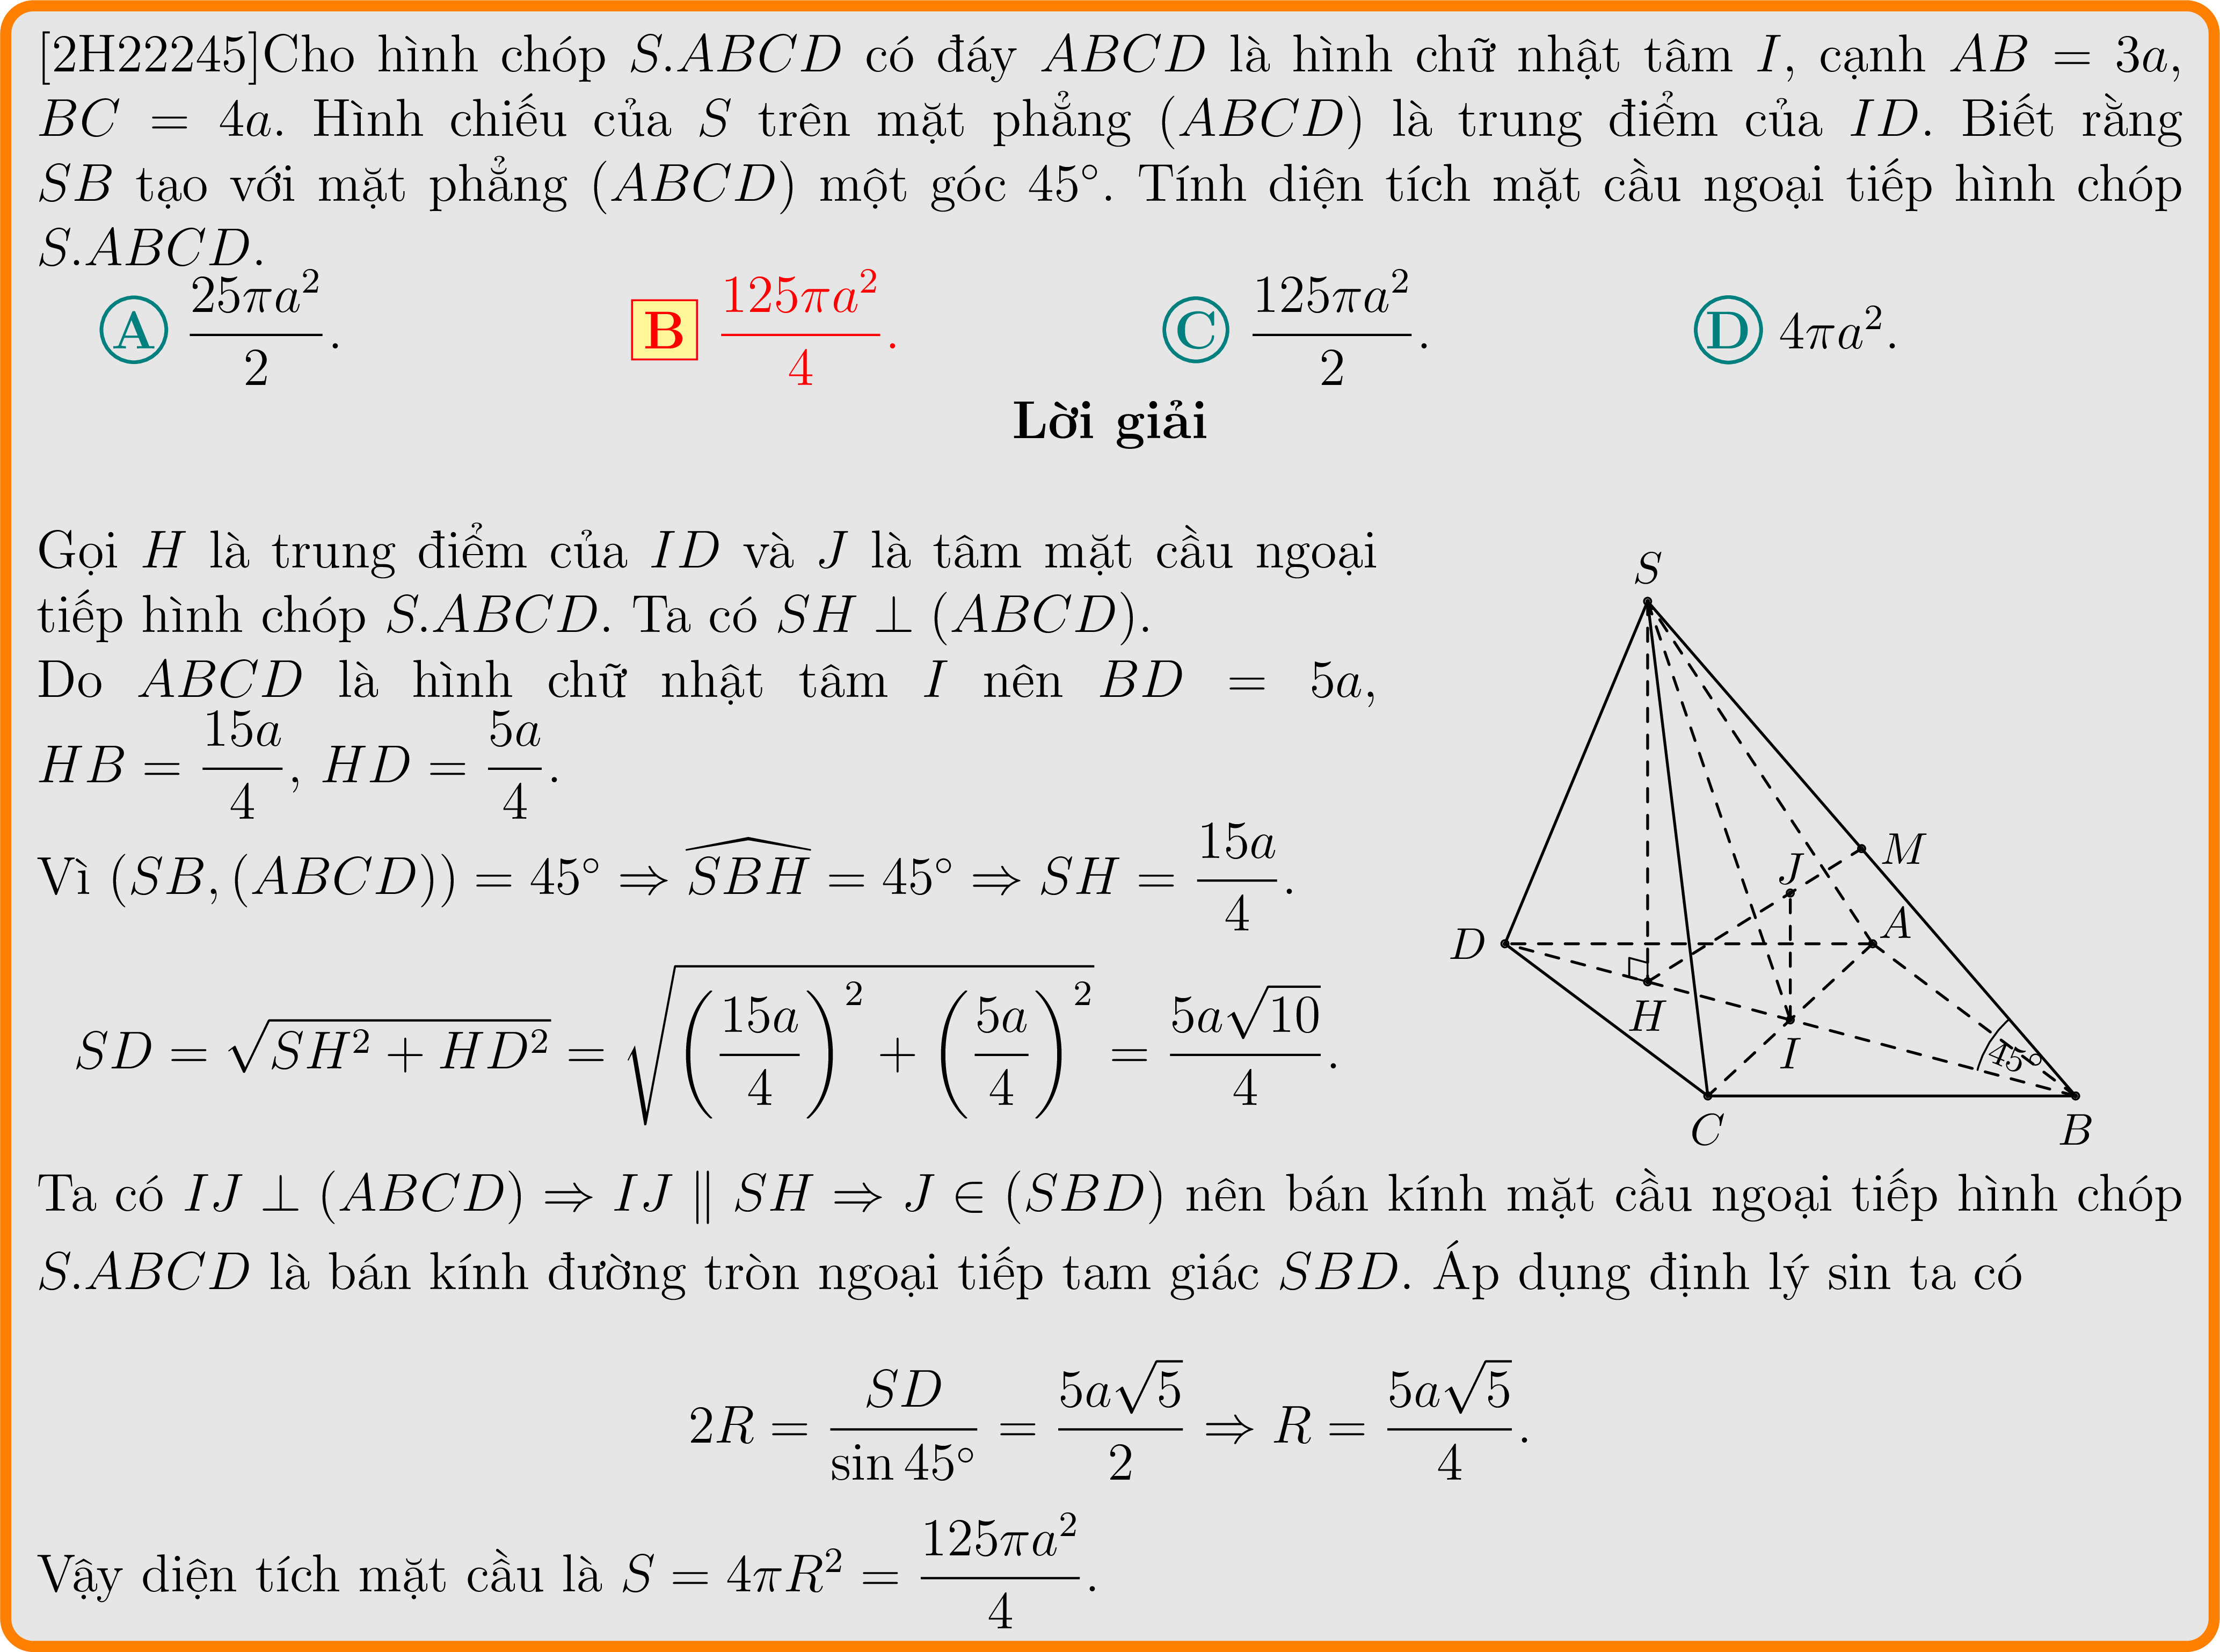 [2H22245]Cho hình chóp S.ABCD có đáy ABCD là hình chữ nhật tâm I, cạnh AB = 3a,
BC = 4a. Hình chiếu của S trên mặt phẳng (ABCD) là trung điểm của ID. Biết rằng
SB tạo với mặt phẳng (ABCD) một góc 45°. Tính diện tích mặt cầu ngoại tiếp hình chóp
S.ABCD.
A $\frac{25\pi a^2}{2}$. B $\frac{125\pi a^2}{4}$. C $\frac{125\pi a^2}{2}$. D $4\pi a^2$.
Lời giải
Gọi H là trung điểm của ID và J là tâm mặt cầu ngoại
tiếp hình chóp S.ABCD. Ta có SH ⊥ (ABCD).
Do ABCD là hình chữ nhật tâm I nên BD = 5a,
$HB = \frac{15a}{4}$, $HD = \frac{5a}{4}$.
Vì $(SB, (ABCD)) = 45^\circ \Rightarrow \widehat{SBH} = 45^\circ \Rightarrow SH = \frac{15a}{4}$.
$SD = \sqrt{SH^2 + HD^2} = \sqrt{\left(\frac{15a}{4}\right)^2 + \left(\frac{5a}{4}\right)^2} = \frac{5a\sqrt{10}}{4}$.
S
M
J
A
D
H
I
45°
C
B
Ta có IJ ⊥ (ABCD) ⇒ IJ ∥ SH ⇒ J ∈ (SBD) nên bán kính mặt cầu ngoại tiếp hình chóp
S.ABCD là bán kính đường tròn ngoại tiếp tam giác SBD. Áp dụng định lý sin ta có
$2R = \frac{SD}{\sin 45^\circ} = \frac{5a\sqrt{5}}{2} \Rightarrow R = \frac{5a\sqrt{5}}{4}$.
Vậy diện tích mặt cầu là $S = 4\pi R^2 = \frac{125\pi a^2}{4}$.